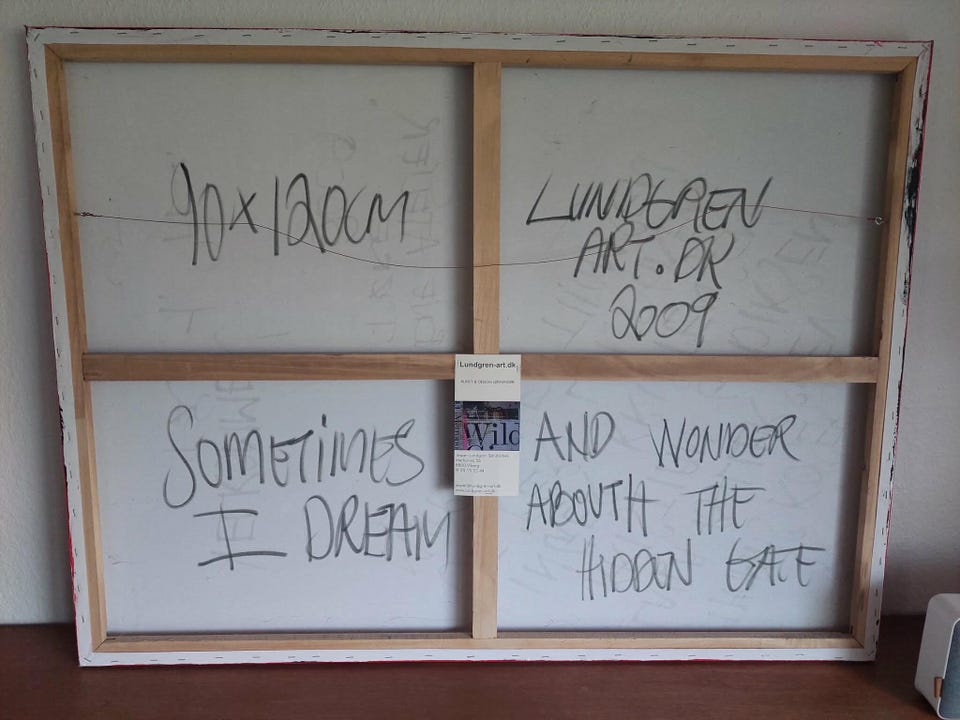 90x120CM
LUNDGREN
ART.DK
2009
Lundgren-art.dk
Wild
SOMETIMES
I DREAM
AND WONDER
ABOUTH THE
HIDDEN GATE